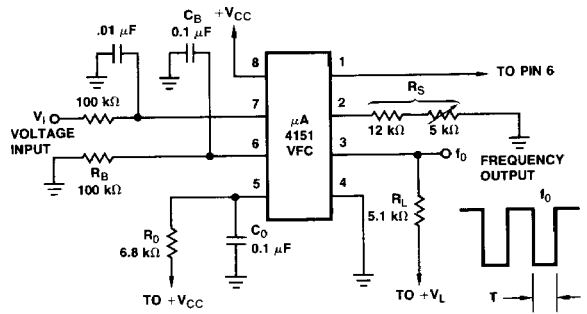 C_B
.01 μF
0.1 μF
+V_CC
8
1
TO PIN 6
V_I
100 kΩ
7
μA
4151
VFC
2
R_S
12 kΩ
5 kΩ
VOLTAGE
INPUT
6
3
f_0
R_B
100 kΩ
FREQUENCY
OUTPUT
5
4
R_L
5.1 kΩ
f_0
R_0
6.8 kΩ
C_0
0.1 μF
TO +V_CC
TO +V_L
T